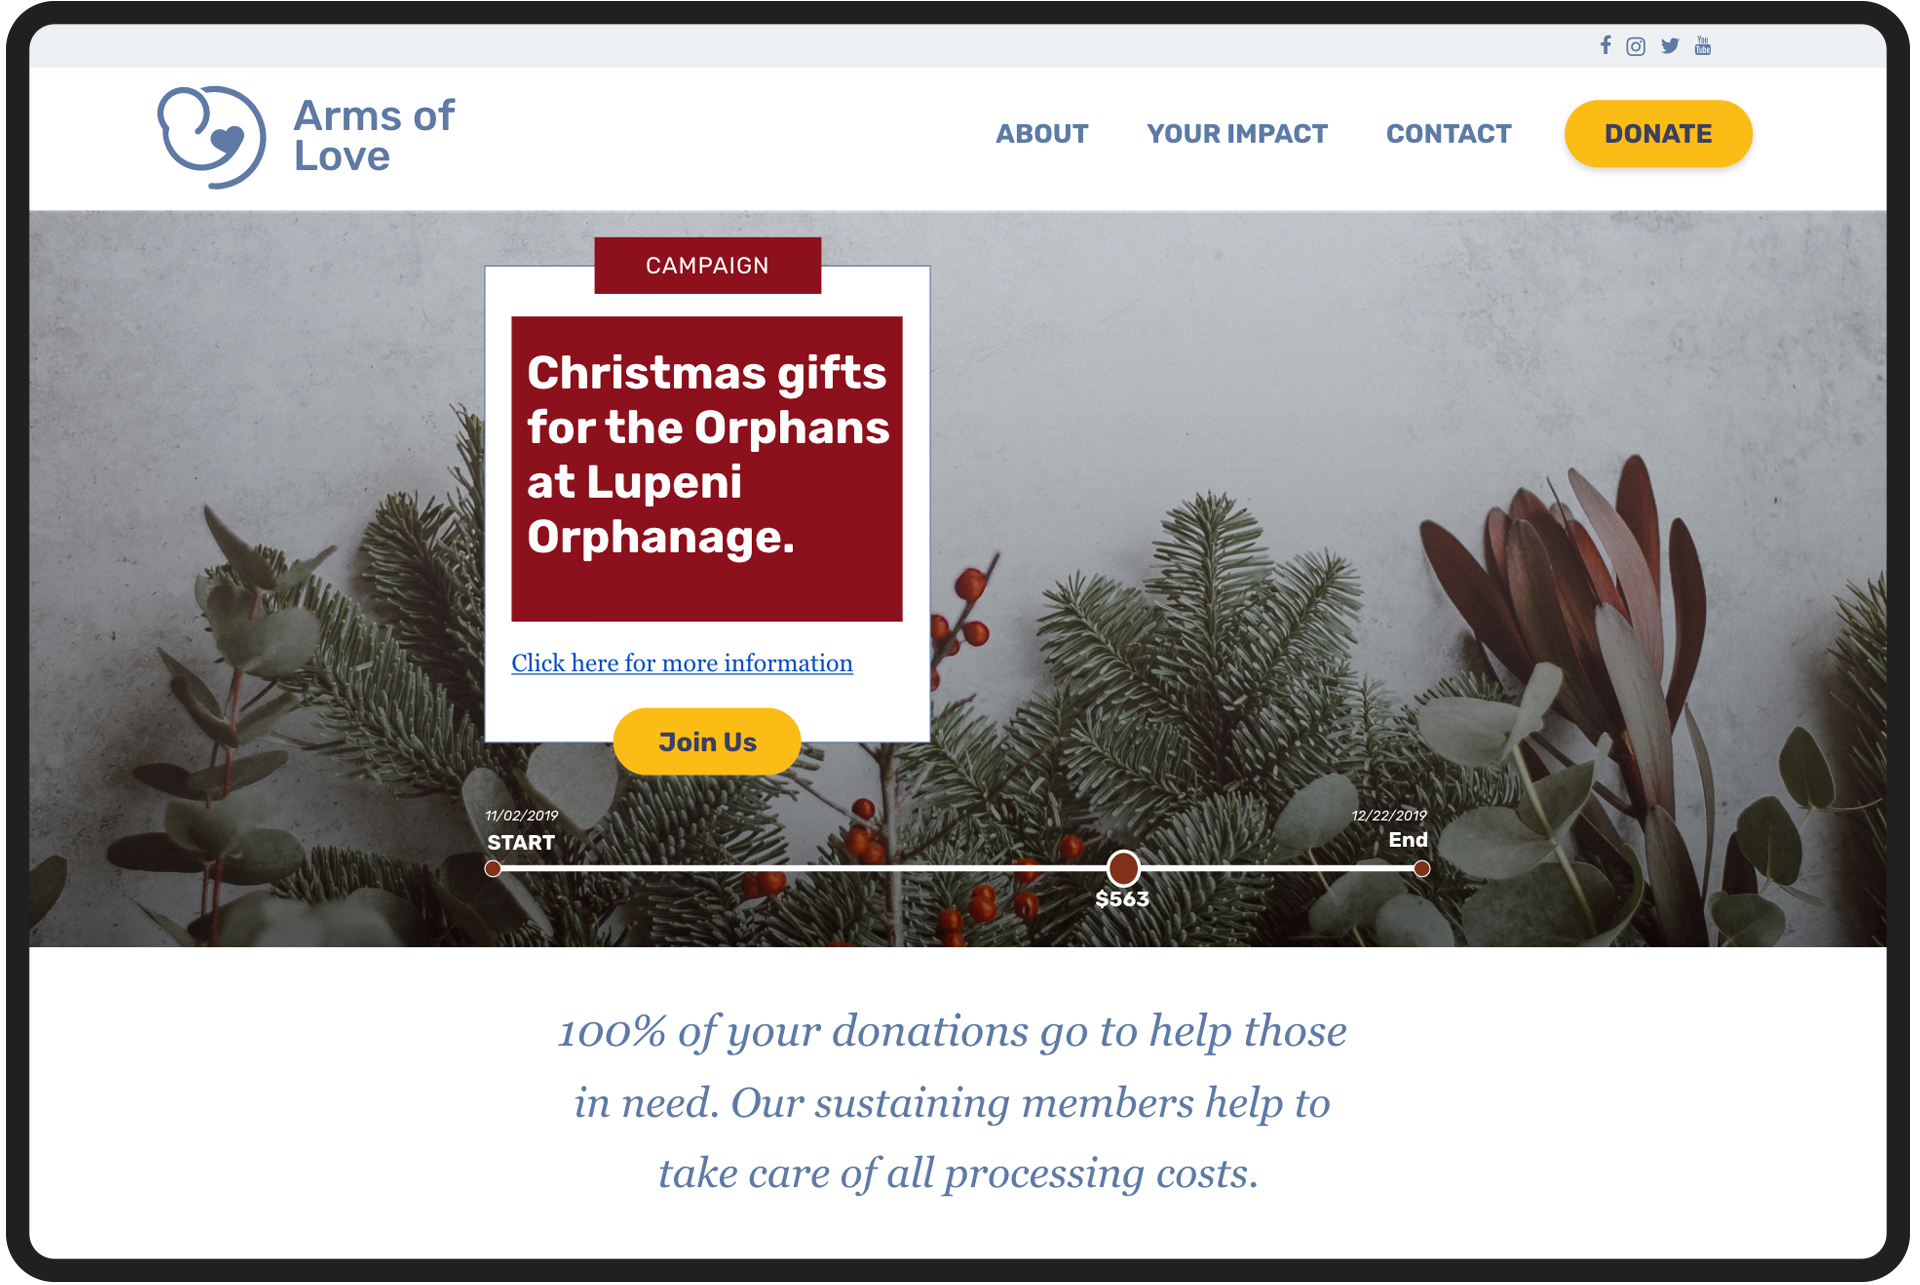 You
Tube
Arms of
Love
ABOUT YOUR IMPACT CONTACT DONATE
CAMPAIGN
Christmas gifts
for the Orphans
at Lupeni
Orphanage.
Click here for more information
Join Us
11/02/2019
START
12/22/2019
End
$563
100% of your donations go to help those
in need. Our sustaining members help to
take care of all processing costs.